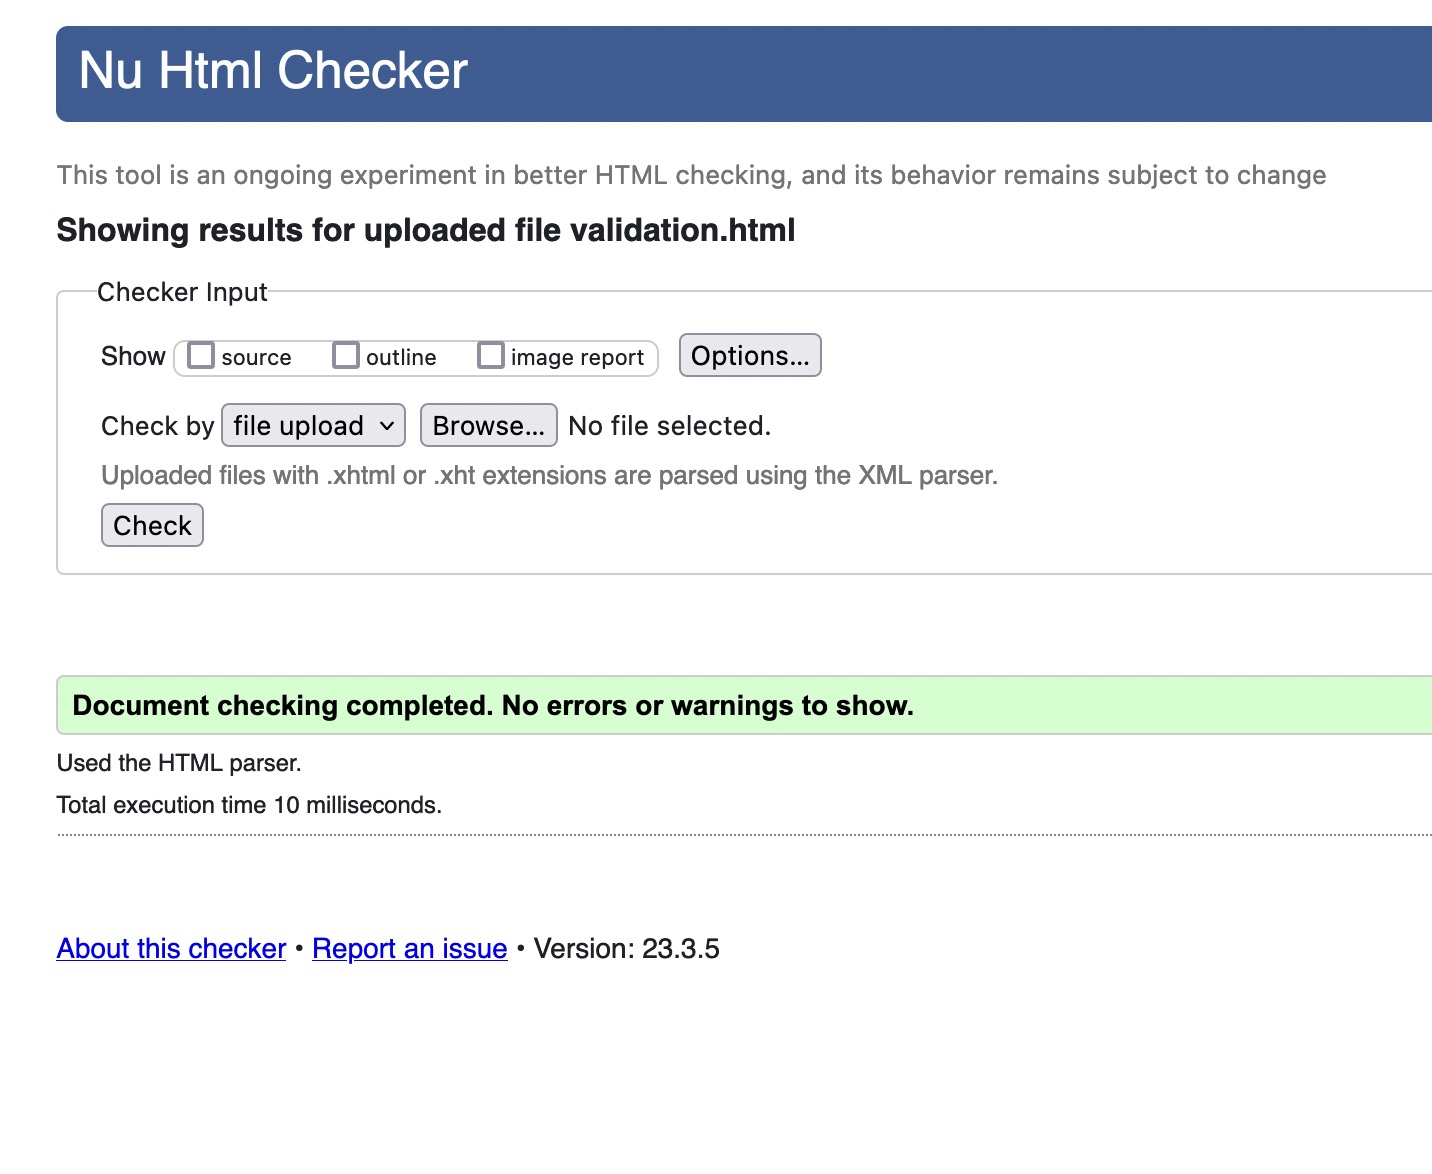 Nu Html Checker
This tool is an ongoing experiment in better HTML checking, and its behavior remains subject to change
Showing results for uploaded file validation.html
Checker Input
Show source outline image report Options...
Check by file upload Browse... No file selected.
Uploaded files with .xhtml or .xht extensions are parsed using the XML parser.
Check
Document checking completed. No errors or warnings to show.
Used the HTML parser.
Total execution time 10 milliseconds.
About this checker • Report an issue • Version: 23.3.5